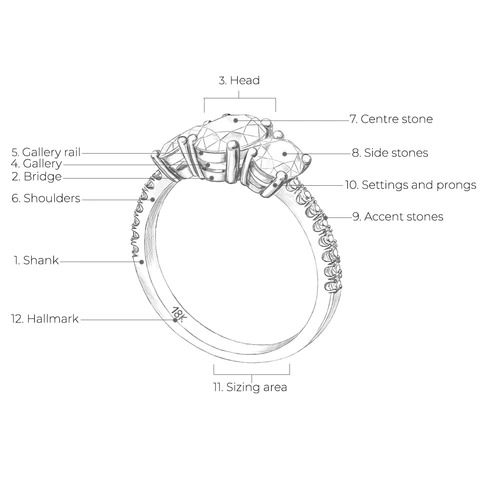 3. Head
7. Centre stone
5. Gallery rail
8. Side stones
4. Gallery
2. Bridge
10. Settings and prongs
6. Shoulders
9. Accent stones
1. Shank
18K
12. Hallmark
11. Sizing area